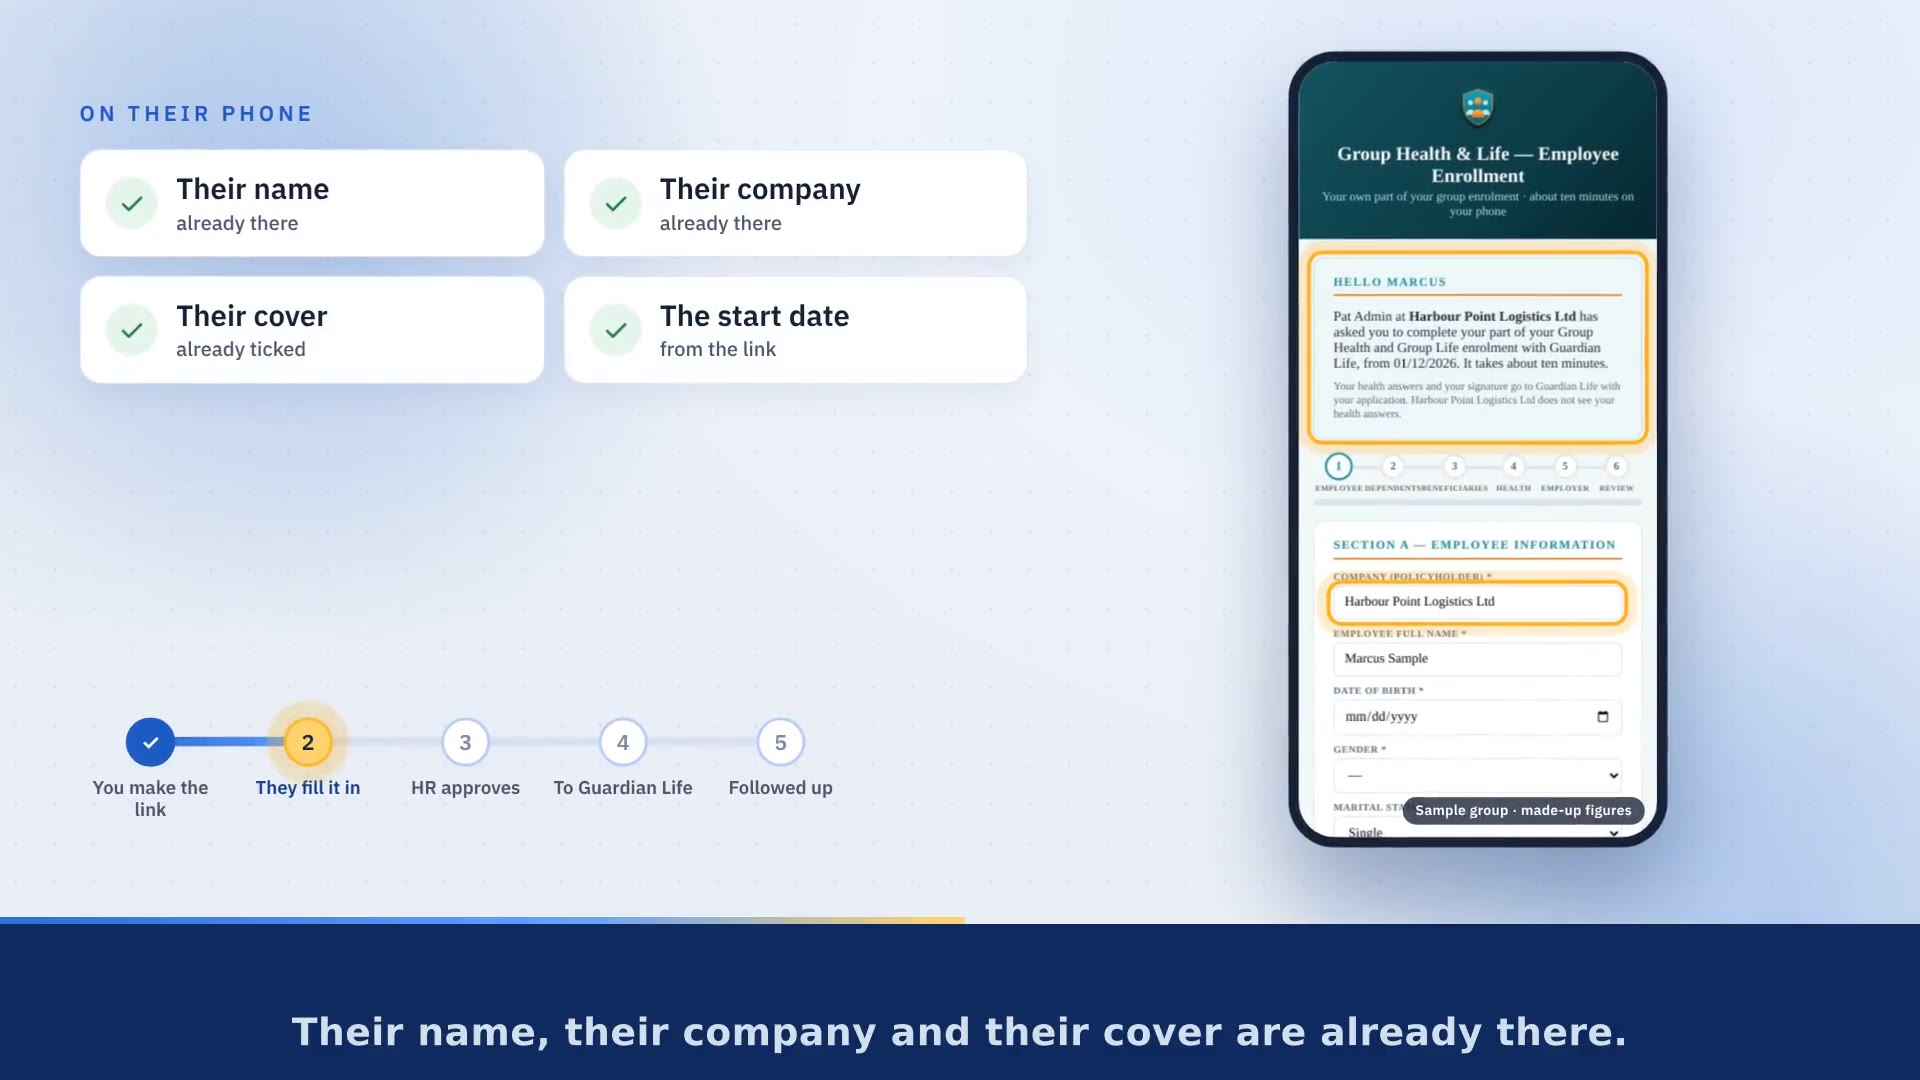 ON THEIR PHONE
Their name
already there
Their company
already there
Their cover
already ticked
The start date
from the link
2
3
4
5
You make the
link
They fill it in
HR approves
To Guardian Life
Followed up
Group Health & Life — Employee
Enrollment
Your own part of your group enrolment · about ten minutes on
your phone
HELLO MARCUS
Pat Admin at Harbour Point Logistics Ltd has
asked you to complete your part of your Group
Health and Group Life enrolment with Guardian
Life, from 01/12/2026. It takes about ten minutes.
Your health answers and your signature go to Guardian Life with
your application. Harbour Point Logistics Ltd does not see your
health answers.
1 2 3 4 5 6
EMPLOYEE DEPENDENTS BENEFICIARIES HEALTH EMPLOYER REVIEW
SECTION A — EMPLOYEE INFORMATION
COMPANY (POLICYHOLDER) *
Harbour Point Logistics Ltd
EMPLOYEE FULL NAME *
Marcus Sample
DATE OF BIRTH *
mm/dd/yyyy
GENDER *
—
MARITAL
Sample group · made-up figures
Single
Their name, their company and their cover are already there.